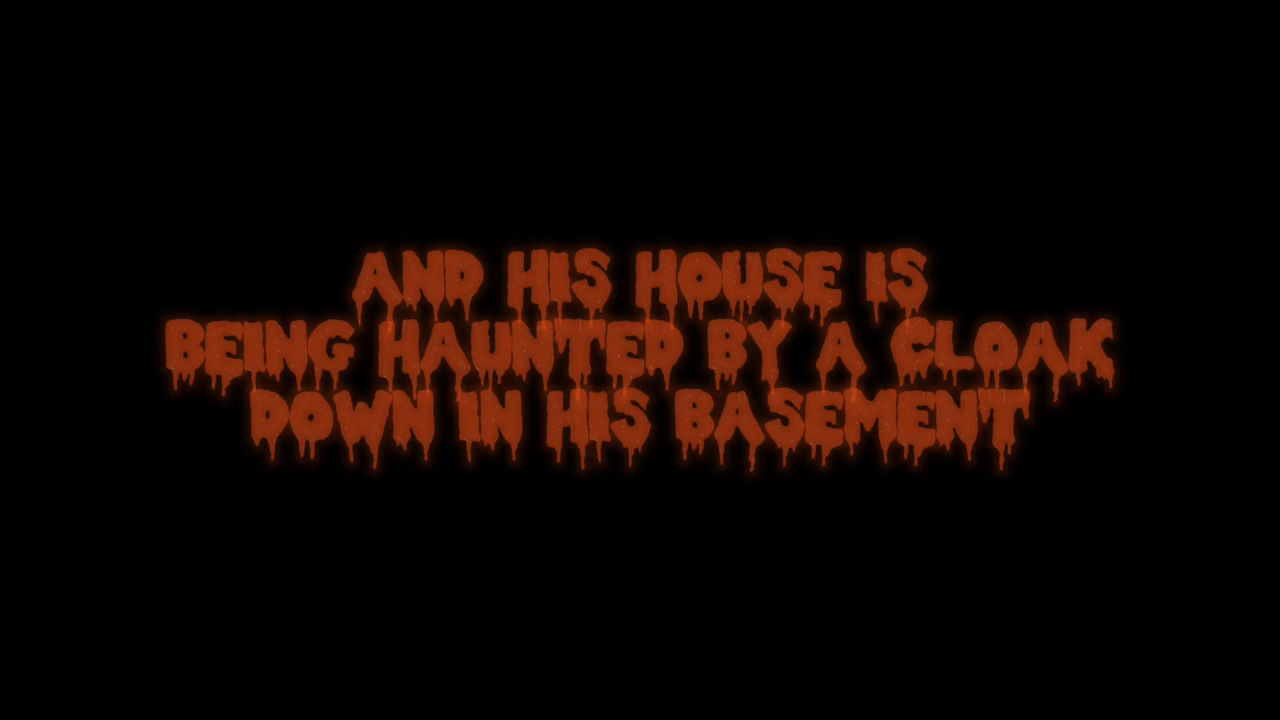 AND HIS HOUSE IS
BEING HAUNTED BY A CLOAK
DOWN IN HIS BASEMENT